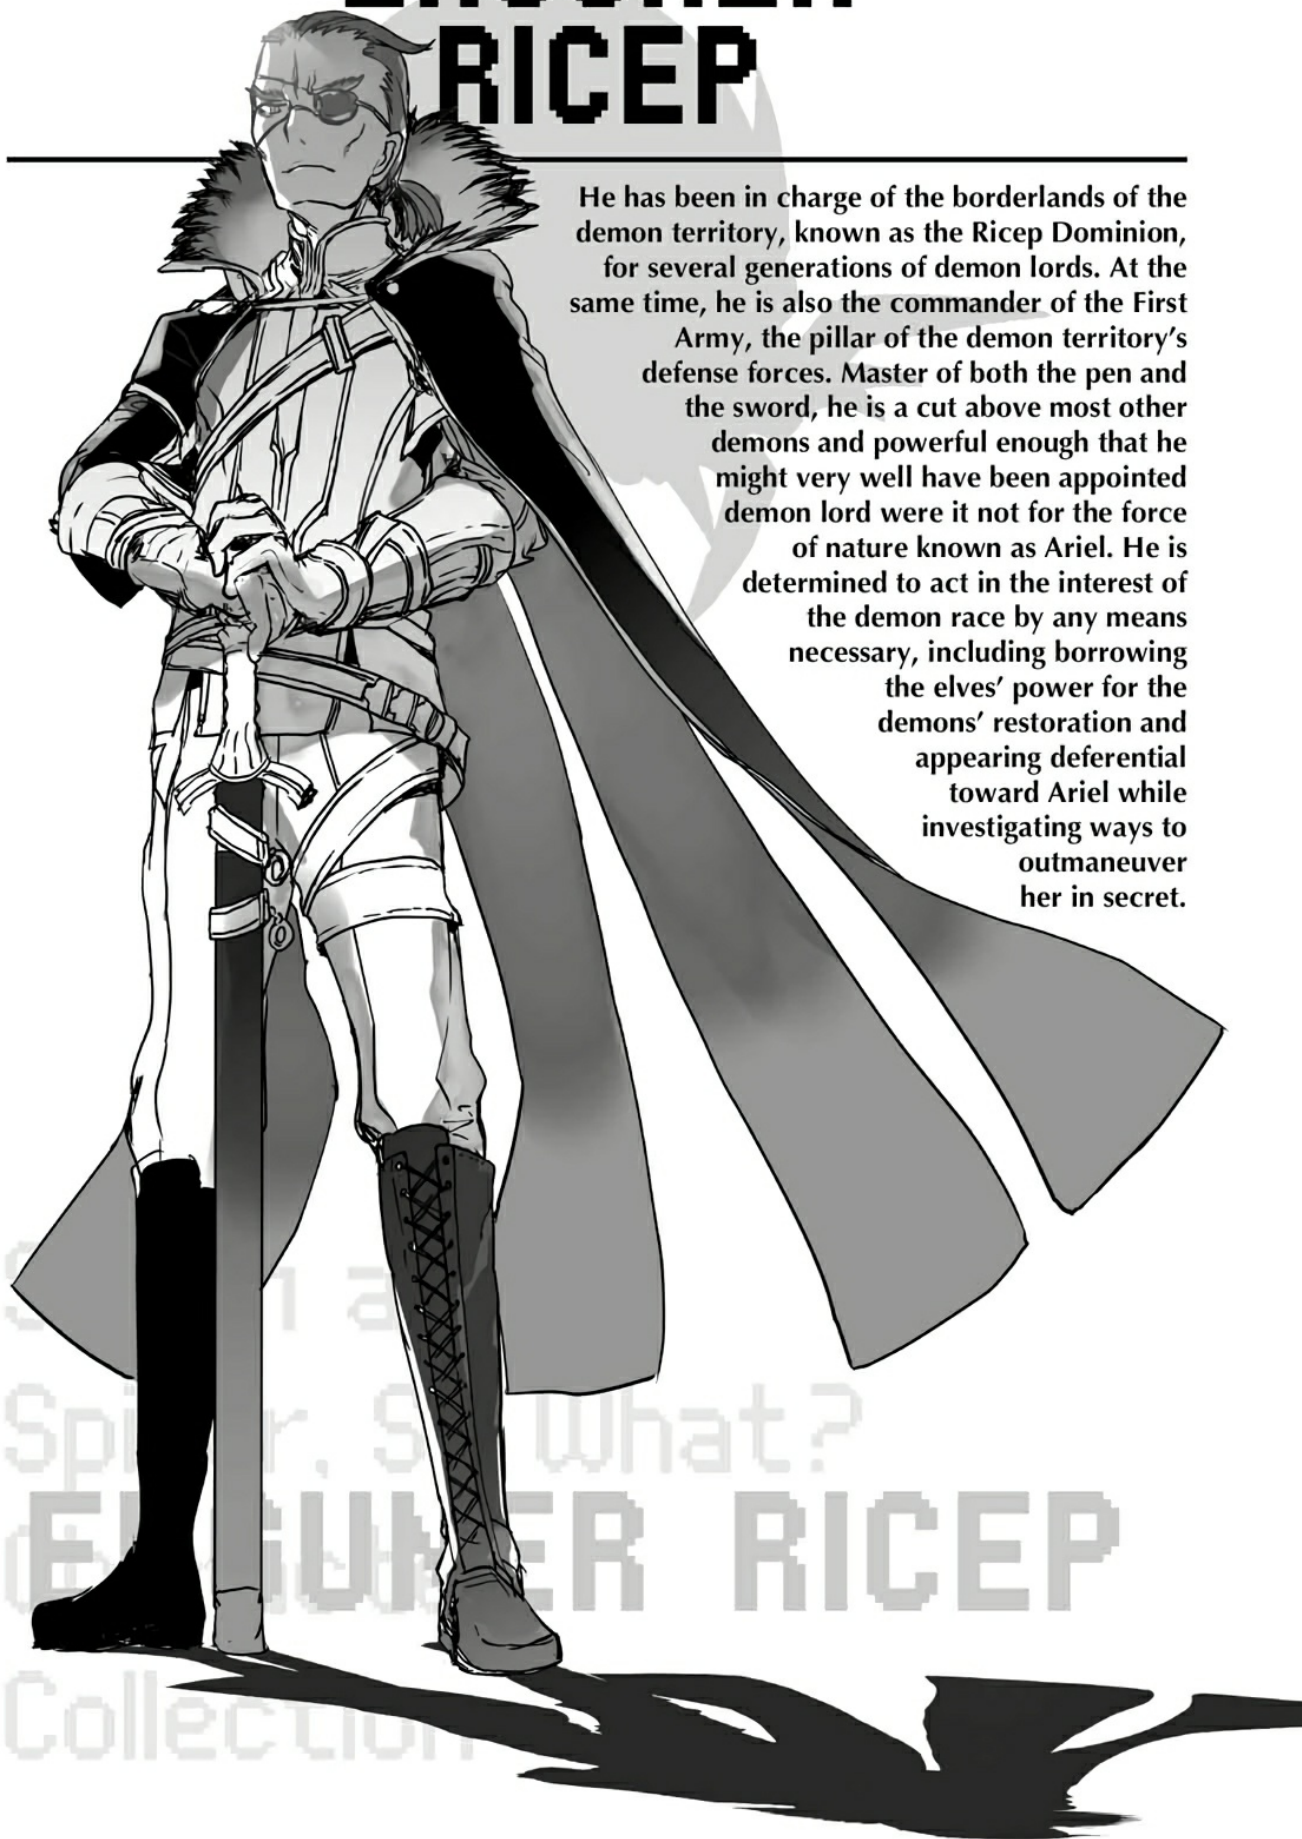 RICEP
He has been in charge of the borderlands of the
demon territory, known as the Ricep Dominion,
for several generations of demon lords. At the
same time, he is also the commander of the First
Army, the pillar of the demon territory’s
defense forces. Master of both the pen and
the sword, he is a cut above most other
demons and powerful enough that he
might very well have been appointed
demon lord were it not for the force
of nature known as Ariel. He is
determined to act in the interest of
the demon race by any means
necessary, including borrowing
the elves’ power for the
demons’ restoration and
appearing deferential
toward Ariel while
investigating ways to
outmaneuver
her in secret.
What?
RICEP
Collection